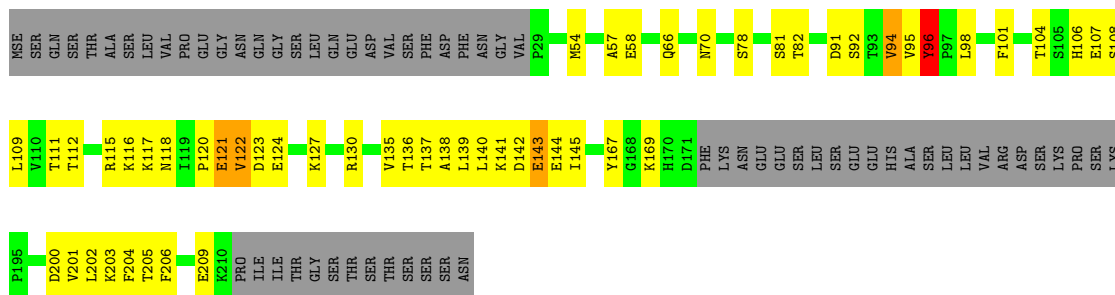 MSE SER GLN SER THR ALA SER LEU VAL PRO GLU GLY ASN GLN GLY SER LEU GLN GLU ASP VAL SER PHE ASP PHE ASN GLY VAL P29 M54 A57 E58 Q66 N70 S78 S81 T82 D91 S92 T93 V94 V95 Y96 P97 L98 F101 T104 S105 H106 E107 S108
L109 V110 T111 T112 R115 K116 K117 N118 I119 P120 E121 V122 D123 E124 K127 R130 V135 T136 T137 A138 L139 L140 K141 D142 E143 E144 I145 Y167 G168 K169 H170 D171 PHE LYS ASN GLU GLU SER LEU SER GLU GLU HIS ALA SER LEU LEU VAL ARG ASP SER LYS PRO SER LYS
P195 D200 V201 L202 K203 F204 T205 F206 E209 K210 PRO ILE ILE THR GLY SER THR SER SER THR SER SER SER ASN